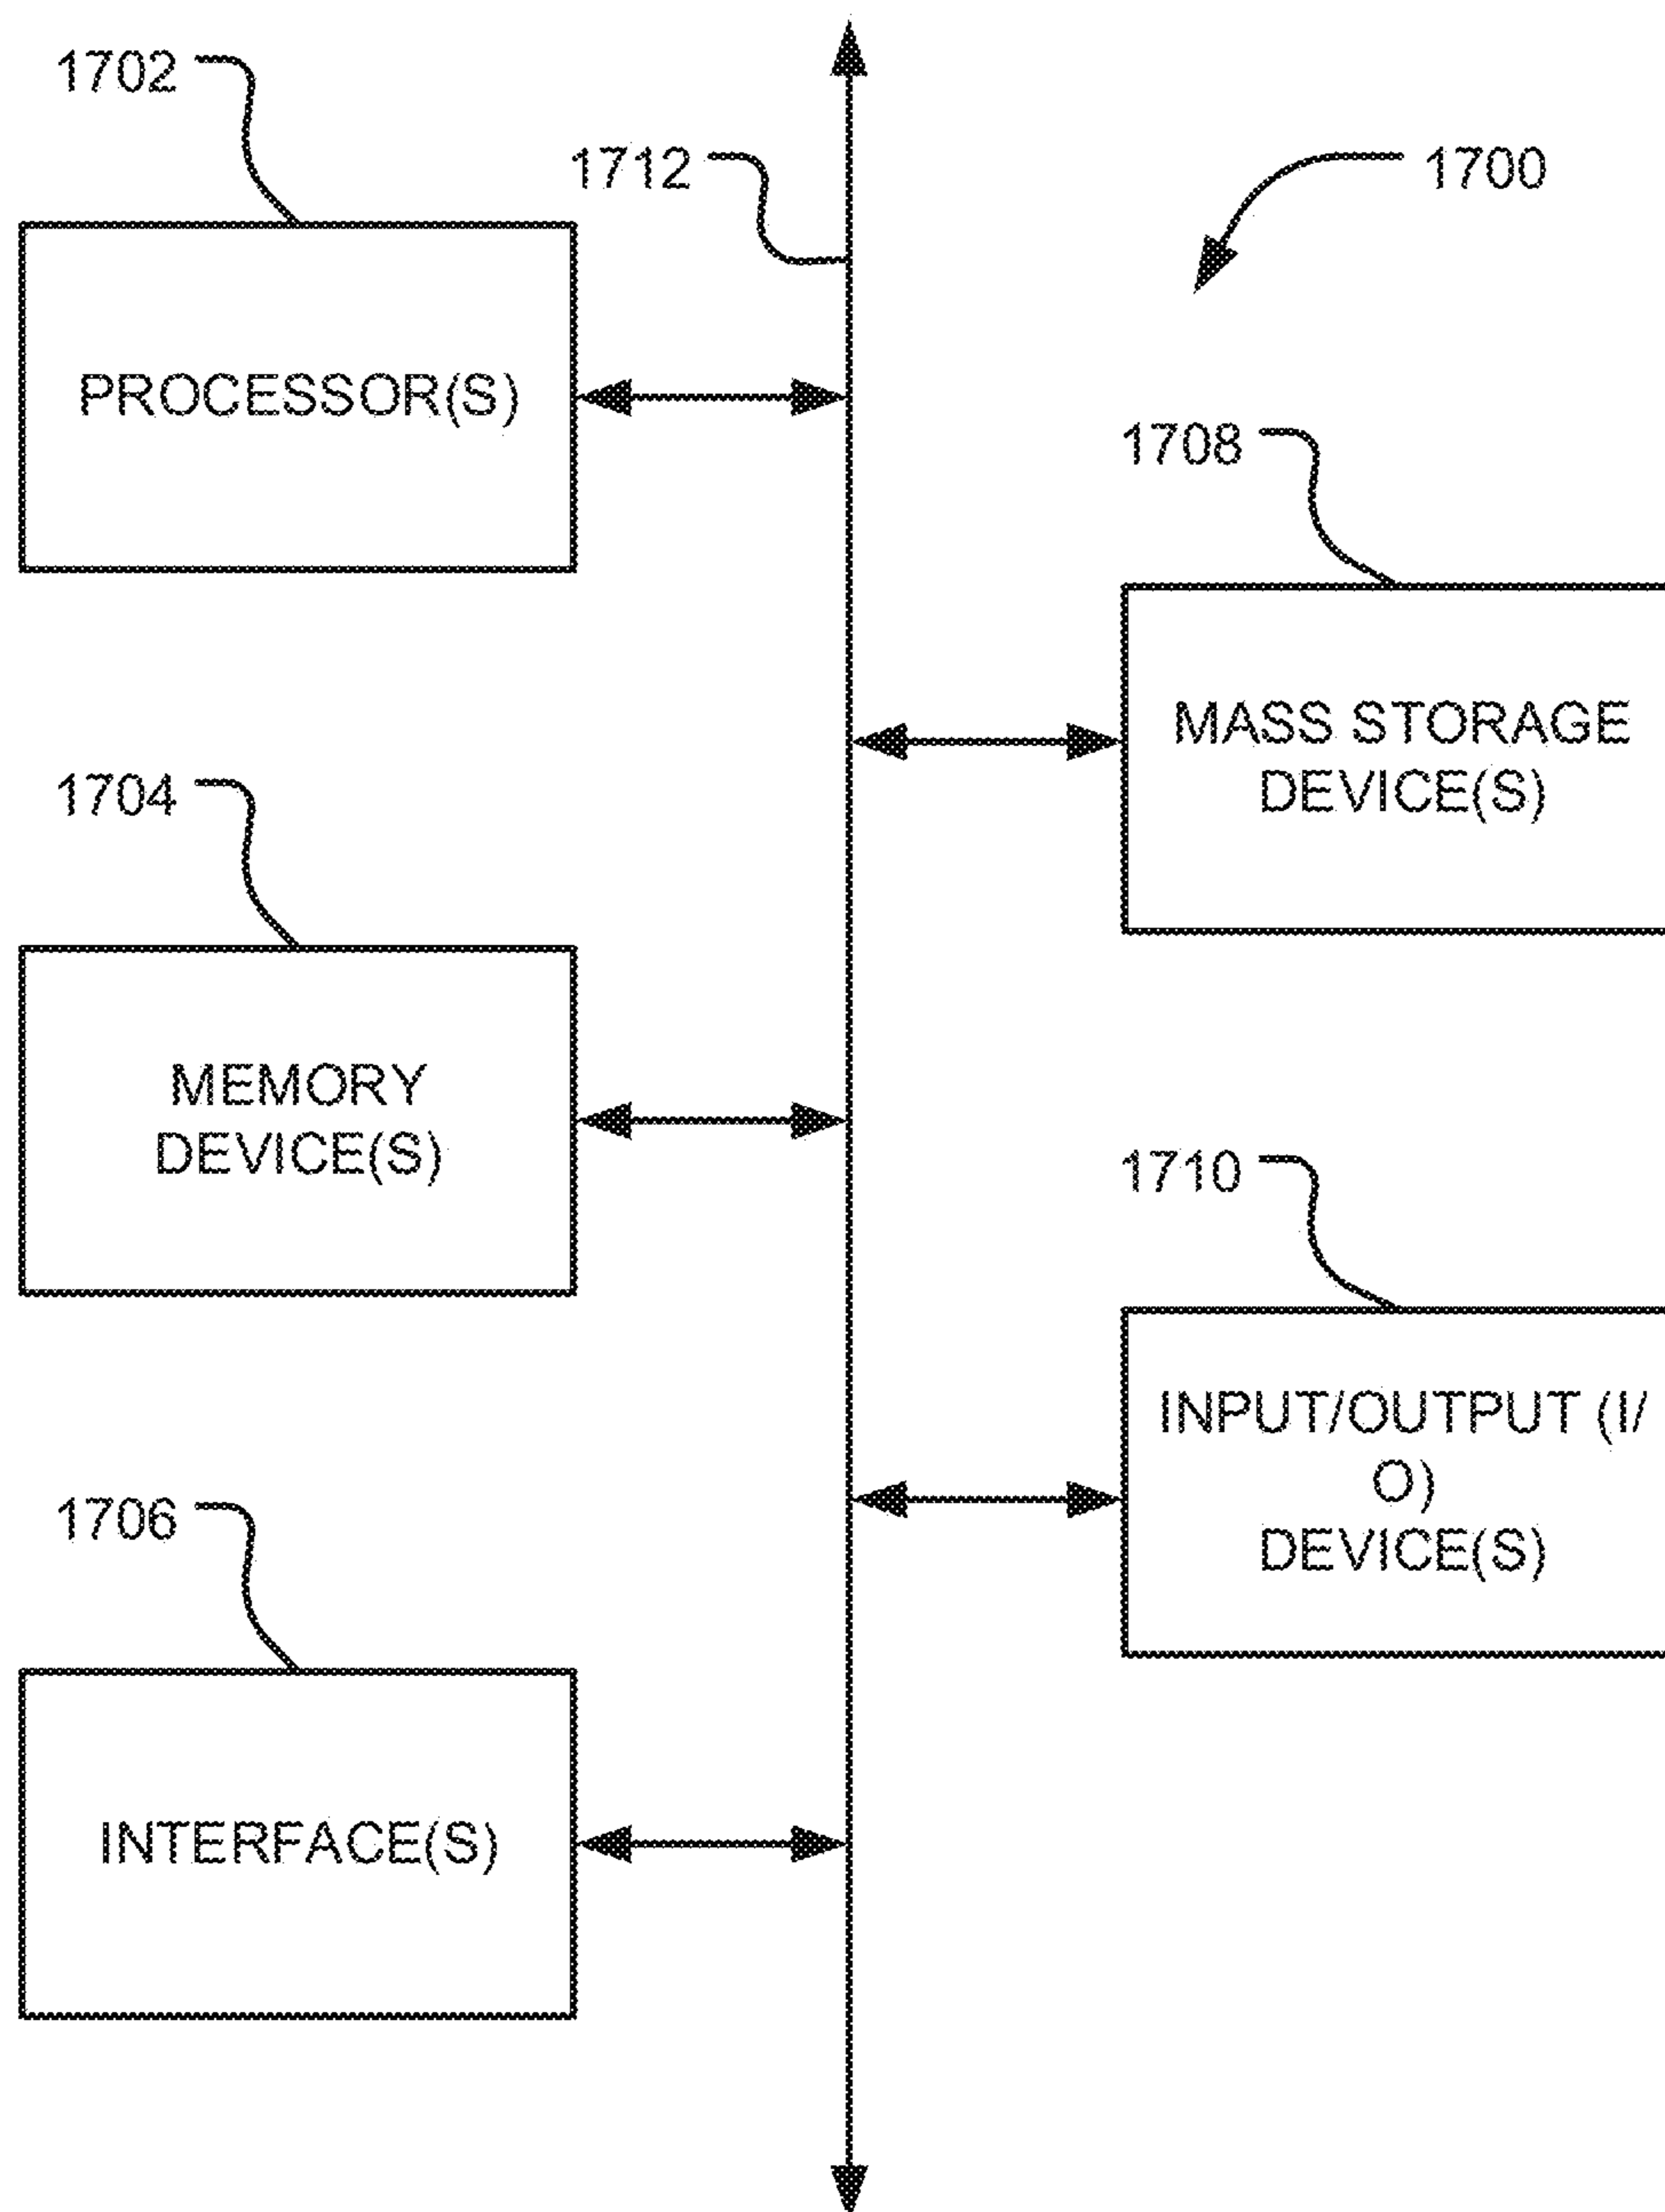 1702
1712
1700
PROCESSOR(S)
1708
MASS STORAGE
DEVICE(S)
1704
MEMORY
DEVICE(S)
1710
INPUT/OUTPUT (I/
O)
DEVICE(S)
1706
INTERFACE(S)